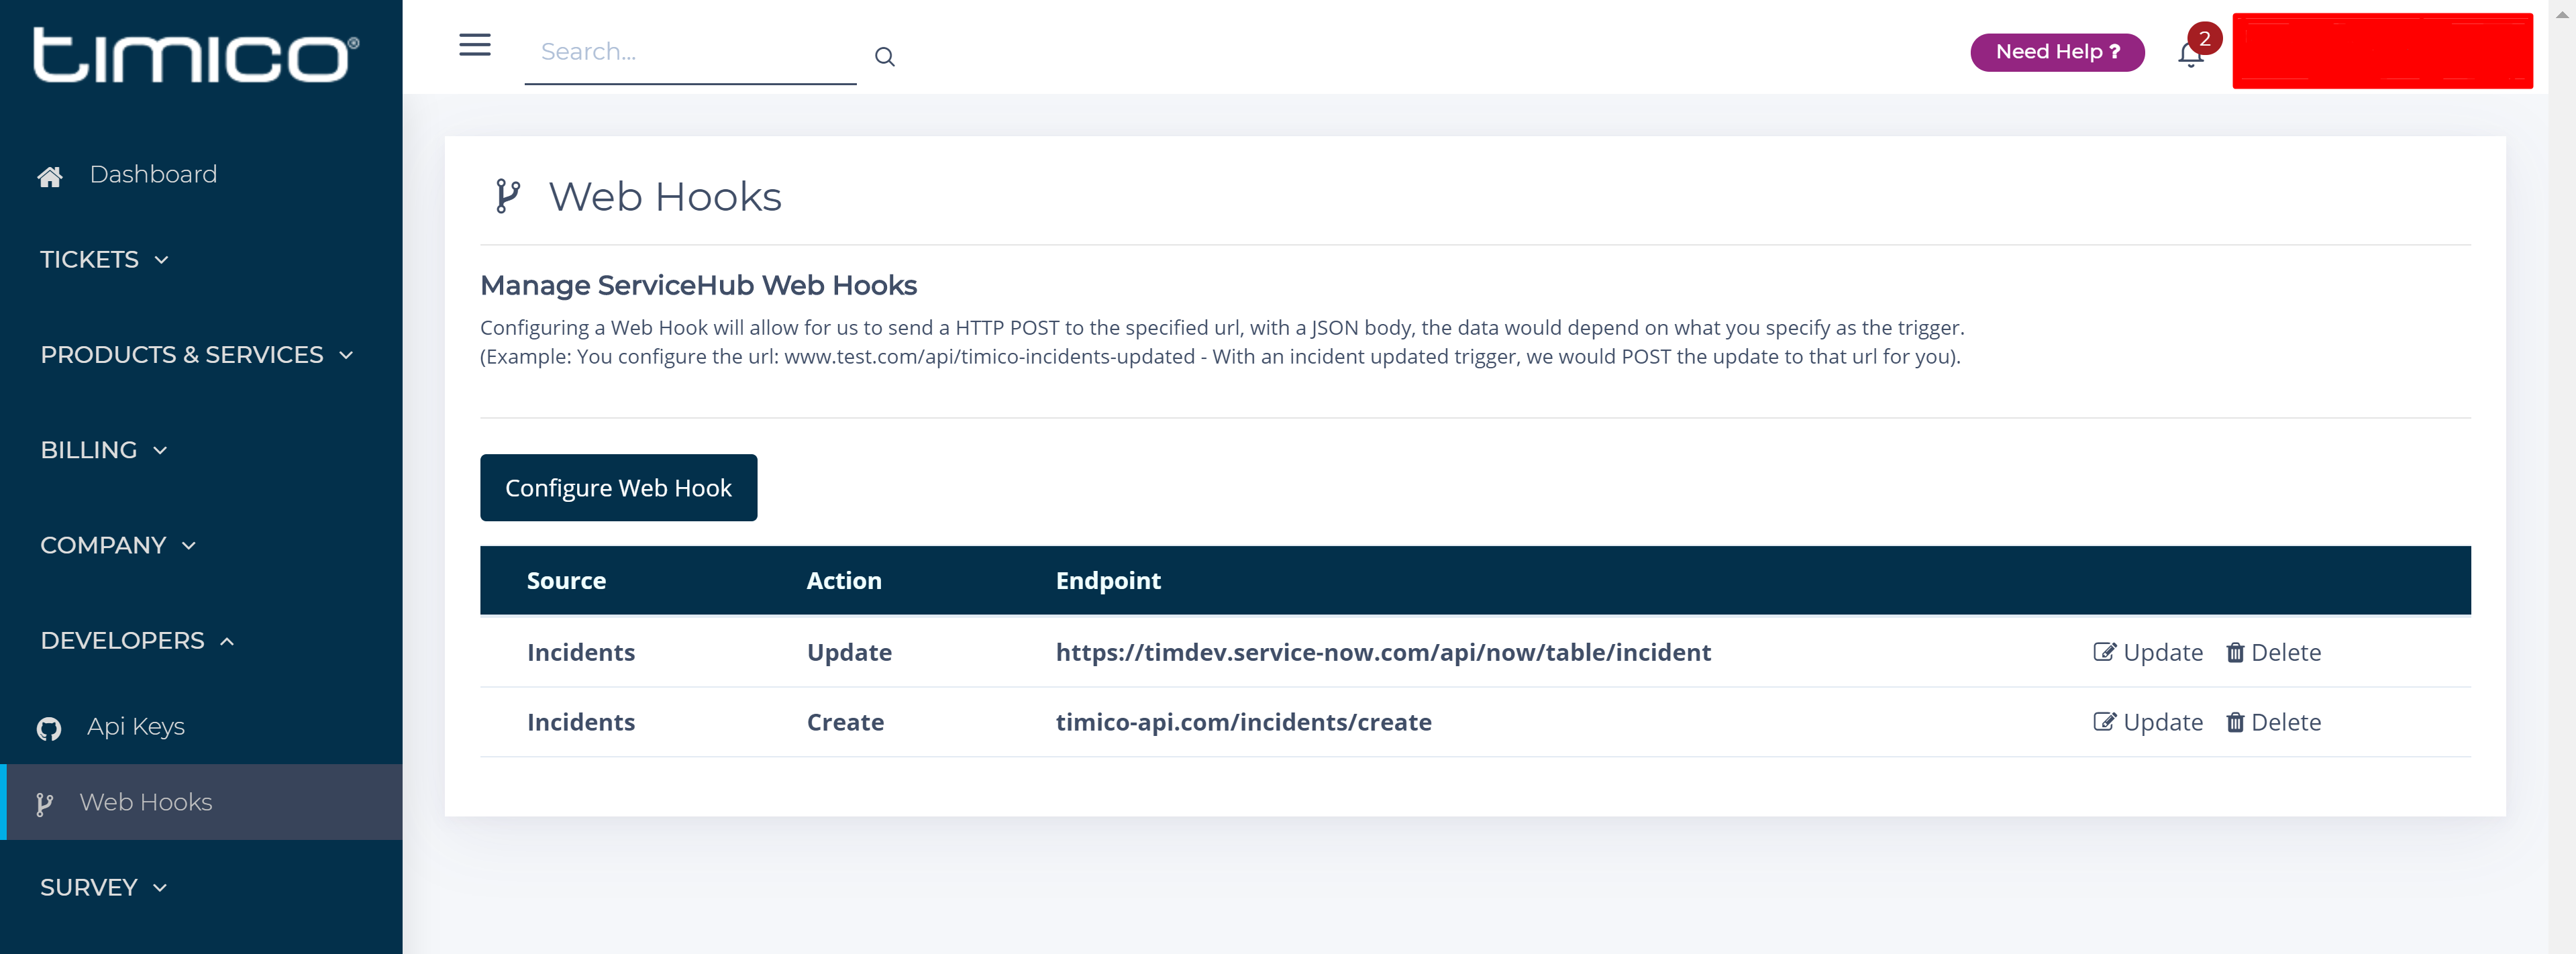 timico®
Search...
Need Help ?
2
Dashboard
TICKETS
PRODUCTS & SERVICES
BILLING
COMPANY
DEVELOPERS
Api Keys
Web Hooks
SURVEY
Web Hooks
Manage ServiceHub Web Hooks
Configuring a Web Hook will allow for us to send a HTTP POST to the specified url, with a JSON body, the data would depend on what you specify as the trigger.
(Example: You configure the url: www.test.com/api/timico-incidents-updated - With an incident updated trigger, we would POST the update to that url for you).
Configure Web Hook
Source Action Endpoint
Incidents Update https://timdev.service-now.com/api/now/table/incident Update Delete
Incidents Create timico-api.com/incidents/create Update Delete